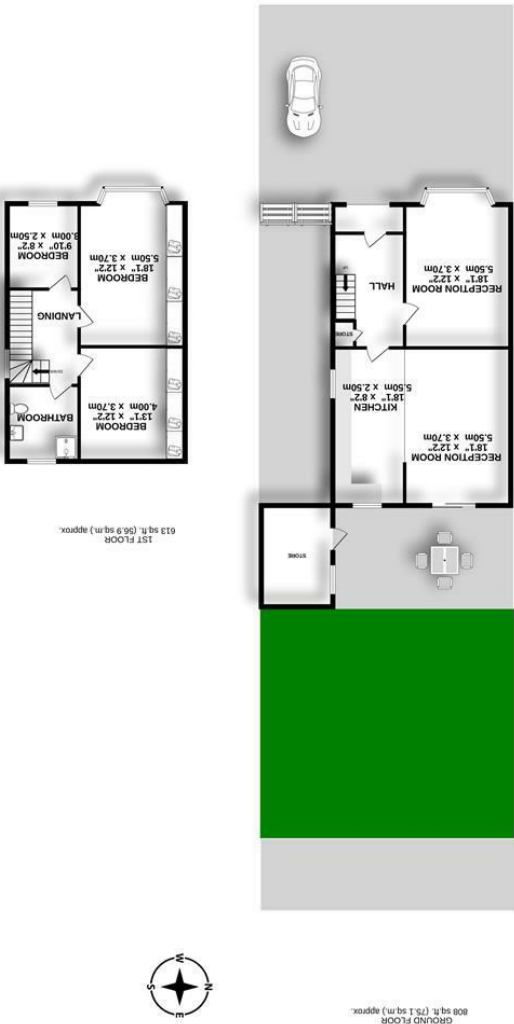 GROUND FLOOR
808 sq.ft. (75.1 sq.m.) approx.
STORE
RECEPTION ROOM
18'1" x 12'2"
5.50m x 3.70m
KITCHEN
18'1" x 8'2"
5.50m x 2.50m
STORE
HALL
UP
RECEPTION ROOM
18'1" x 12'2"
5.50m x 3.70m
E
N
S
W
1ST FLOOR
613 sq.ft. (56.9 sq.m.) approx.
BEDROOM
13'1" x 12'2"
4.00m x 3.70m
BATHROOM
DOWN
LANDING
BEDROOM
18'1" x 12'2"
5.50m x 3.70m
BEDROOM
9'10" x 8'2"
3.00m x 2.50m